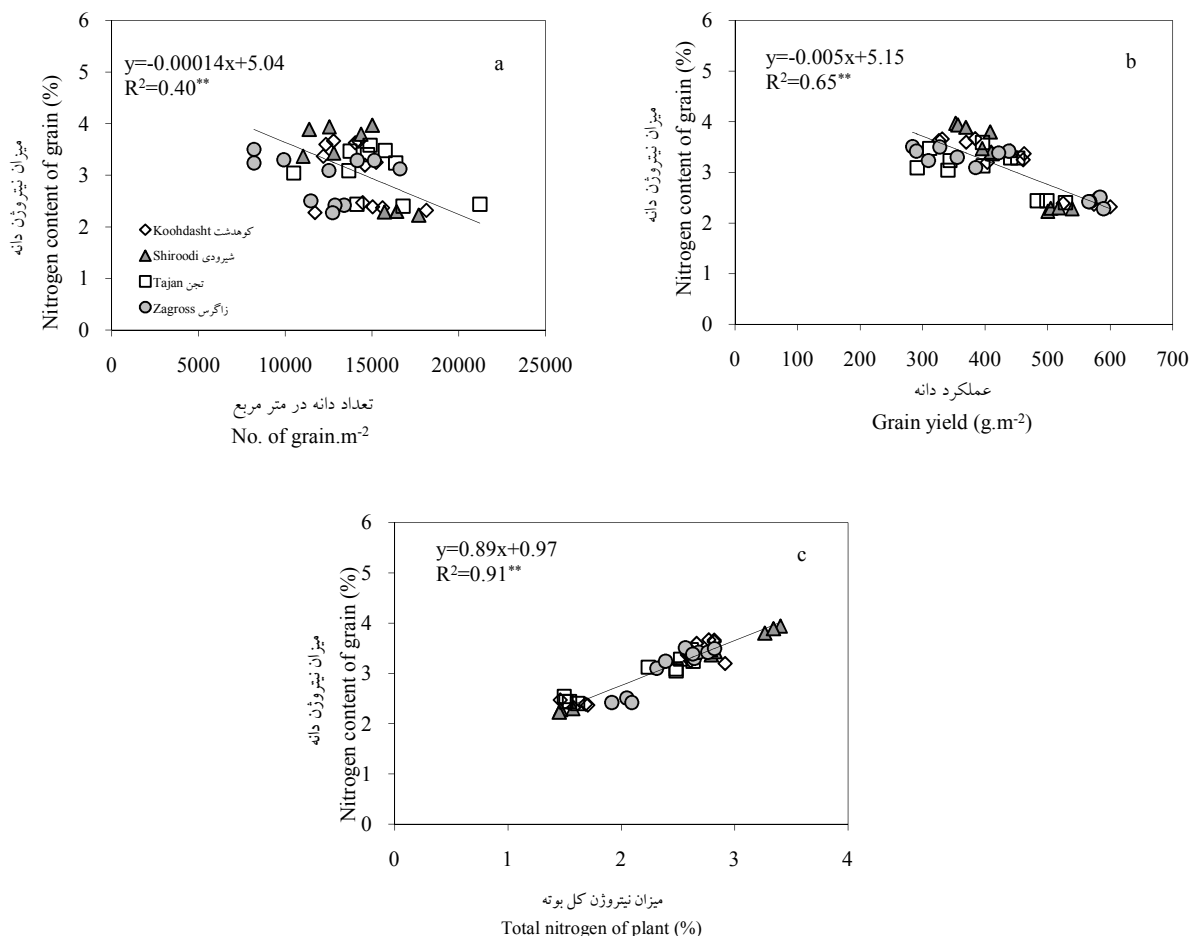 y=-0.00014x+5.04
R²=0.40**
a
6
5
4
3
2
1
0
میزان نیتروژن دانه
Nitrogen content of grain (%)
Koohdasht کوهدشت
Shiroodi شیرودی
Tajan تجن
Zagross زاگرس
0 5000 10000 15000 20000 25000
تعداد دانه در متر مربع
No. of grain.m⁻²
y=-0.005x+5.15
R²=0.65**
b
6
5
4
3
2
1
0
میزان نیتروژن دانه
Nitrogen content of grain (%)
0 100 200 300 400 500 600 700
عملکرد دانه
Grain yield (g.m⁻²)
y=0.89x+0.97
R²=0.91**
c
6
5
4
3
2
1
0
میزان نیتروژن دانه
Nitrogen content of grain (%)
0 1 2 3 4
میزان نیتروژن کل بوته
Total nitrogen of plant (%)